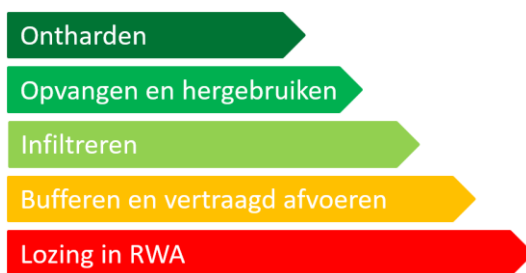 Ontharden
Opvangen en hergebruiken
Infiltreren
Bufferen en vertraagd afvoeren
Lozing in RWA